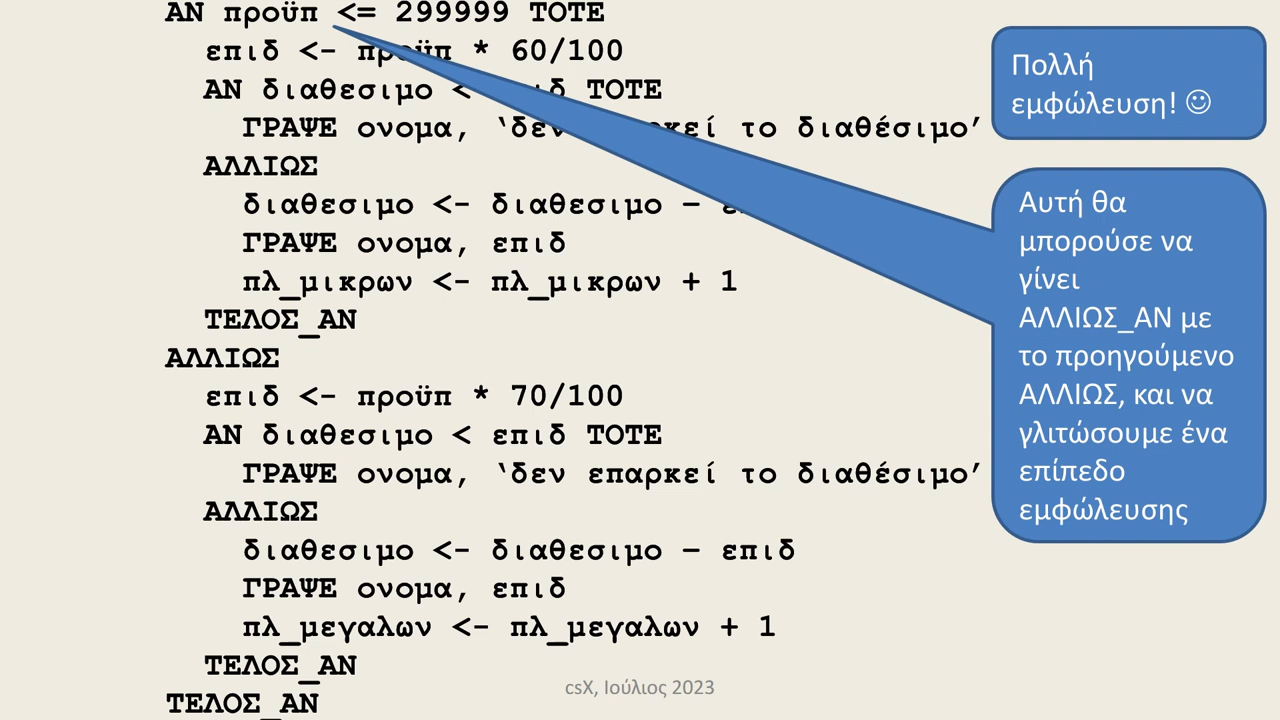 ΑΝ προϋπ <= 299999 ΤΟΤΕ
επιδ <- προϋπ * 60/100
ΑΝ διαθεσιμο < ΤΟΤΕ
ΓΡΑΨΕ ονομα, ‘δεν το διαθέσιμο’
ΑΛΛΙΩΣ
διαθεσιμο <- διαθεσιμο –
ΓΡΑΨΕ ονομα, επιδ
πλ_μικρων <- πλ_μικρων + 1
ΤΕΛΟΣ_ΑΝ
ΑΛΛΙΩΣ
επιδ <- προϋπ * 70/100
ΑΝ διαθεσιμο < επιδ ΤΟΤΕ
ΓΡΑΨΕ ονομα, ‘δεν επαρκεί το διαθέσιμο’
ΑΛΛΙΩΣ
διαθεσιμο <- διαθεσιμο – επιδ
ΓΡΑΨΕ ονομα, επιδ
πλ_μεγαλων <- πλ_μεγαλων + 1
ΤΕΛΟΣ_ΑΝ
ΤΕΛΟΣ_ΑΝ
Πολλή
εμφώλευση! ☺
Αυτή θα
μπορούσε να
γίνει
ΑΛΛΙΩΣ_ΑΝ με
το προηγούμενο
ΑΛΛΙΩΣ, και να
γλιτώσουμε ένα
επίπεδο
εμφώλευσης
csX, Ιούλιος 2023